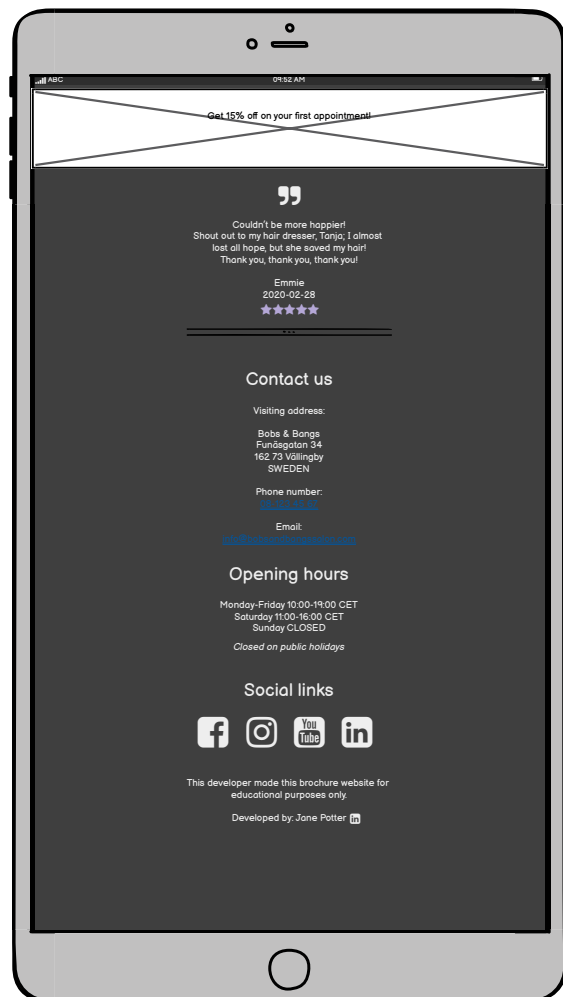 ABC
09:52 AM
Get 15% off on your first appointment!
Couldn't be more happier!
Shout out to my hair dresser, Tanja; I almost
lost all hope, but she saved my hair!
Thank you, thank you, thank you!
Emmie
2020-02-28
Contact us
Visiting address:
Bobs & Bangs
Funäsgatan 34
162 73 Vällingby
SWEDEN
Phone number:
Email:
Opening hours
Monday-Friday 10:00-19:00 CET
Saturday 11:00-16:00 CET
Sunday CLOSED
Closed on public holidays
Social links
You
Tube
in
This developer made this brochure website for
educational purposes only.
Developed by: Jane Potter in